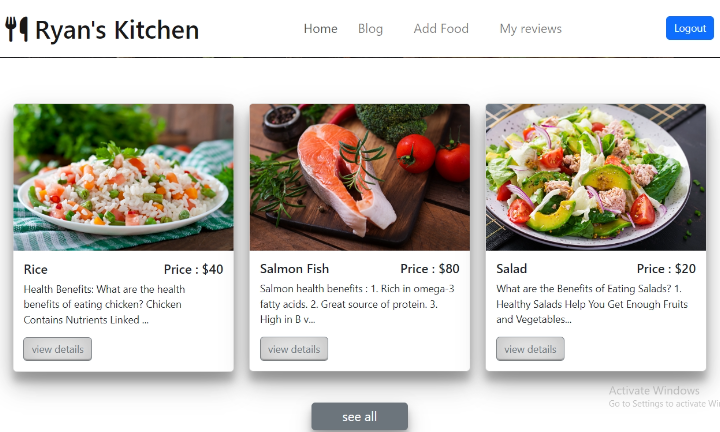 Ryan's Kitchen
Home Blog Add Food My reviews
Logout
Rice Price : $40
Health Benefits: What are the health
benefits of eating chicken? Chicken
Contains Nutrients Linked ...
view details
Salmon Fish Price : $80
Salmon health benefits : 1. Rich in omega-3
fatty acids. 2. Great source of protein. 3.
High in B v...
view details
Salad Price : $20
What are the Benefits of Eating Salads? 1.
Healthy Salads Help You Get Enough Fruits
and Vegetables...
view details
see all
Activate Windows
Go to Settings to activate Wi